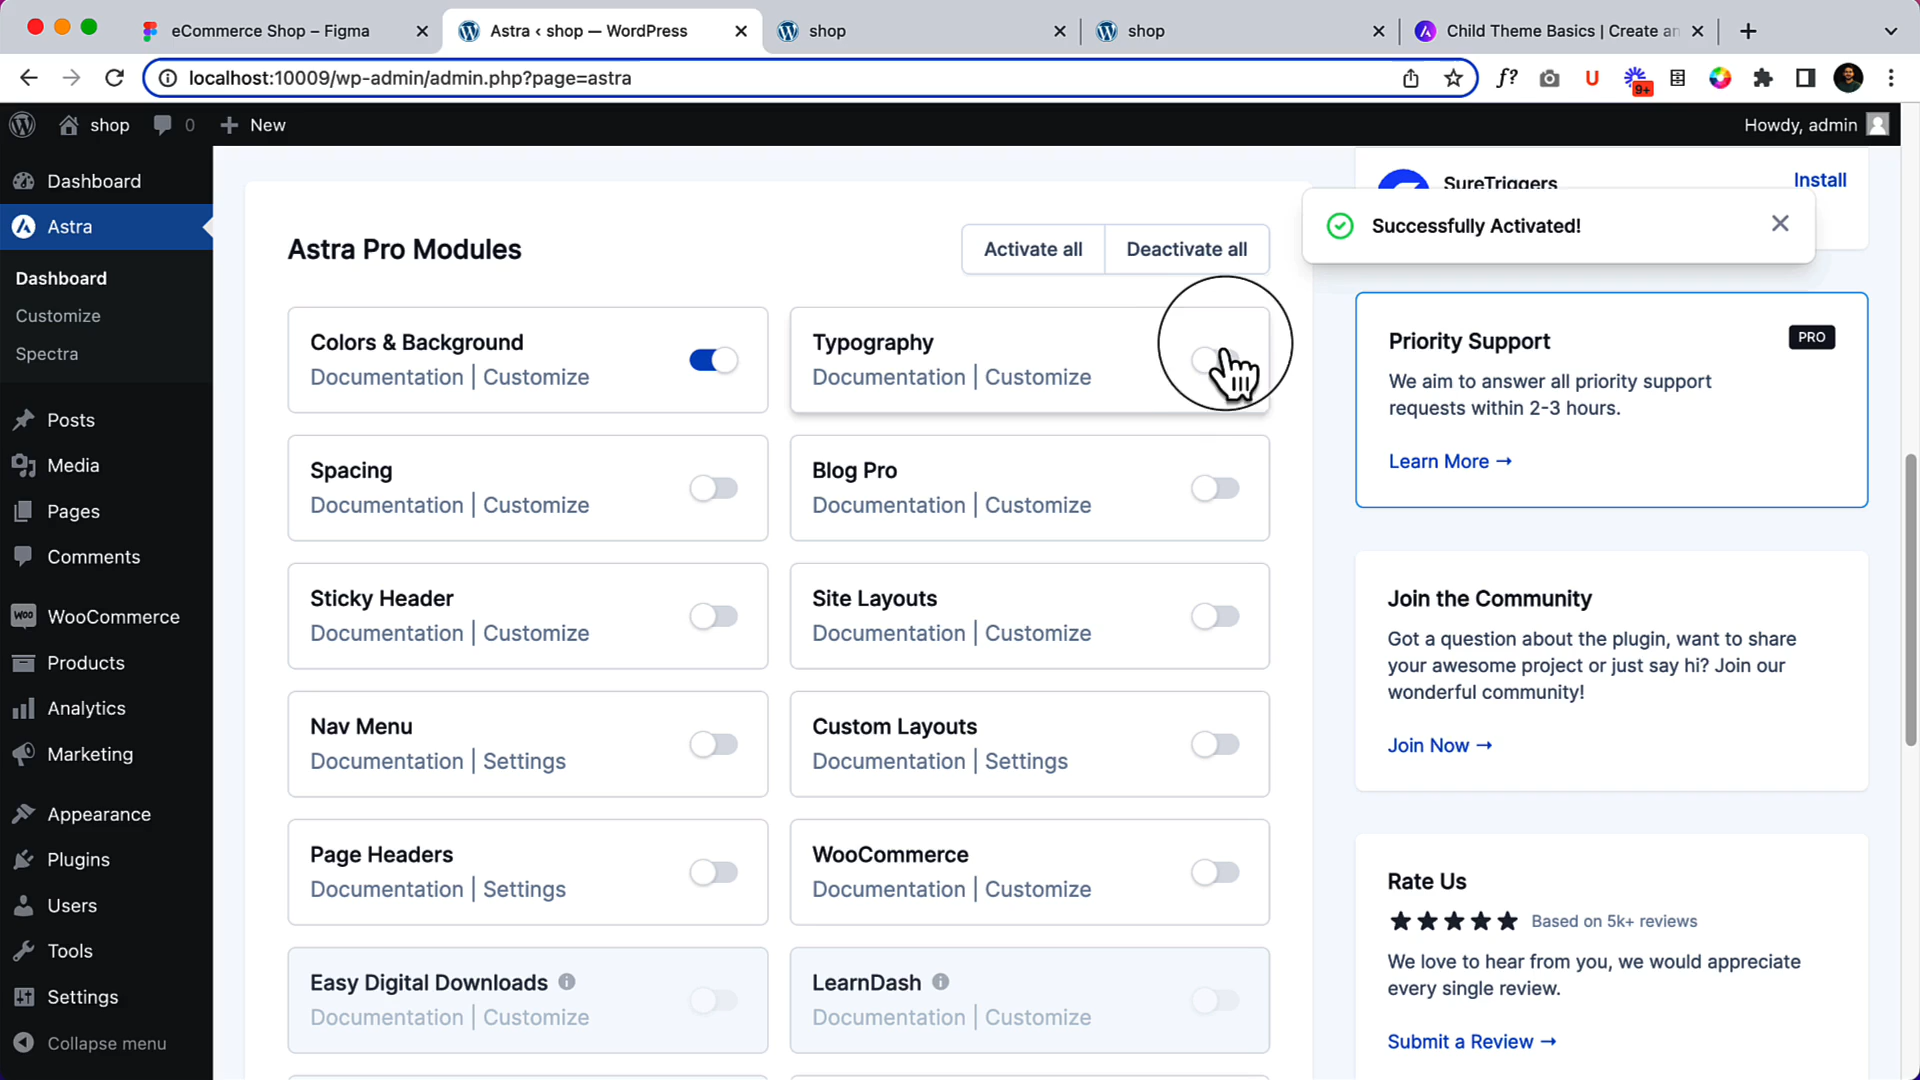 eCommerce Shop – Figma
Astra ‹ shop — WordPress
shop
shop
Child Theme Basics | Create an
localhost:10009/wp-admin/admin.php?page=astra
f?
U
9+
shop
0
New
Howdy, admin
Dashboard
Astra
Dashboard
Customize
Spectra
Posts
Media
Pages
Comments
WooCommerce
Products
Analytics
Marketing
Appearance
Plugins
Users
Tools
Settings
Collapse menu
Astra Pro Modules
Activate all
Deactivate all
Colors & Background
Documentation | Customize
Typography
Documentation | Customize
Spacing
Documentation | Customize
Blog Pro
Documentation | Customize
Sticky Header
Documentation | Customize
Site Layouts
Documentation | Customize
Nav Menu
Documentation | Settings
Custom Layouts
Documentation | Settings
Page Headers
Documentation | Settings
WooCommerce
Documentation | Customize
Easy Digital Downloads
Documentation | Customize
LearnDash
Documentation | Customize
SureTriggers
Install
Successfully Activated!
Priority Support
PRO
We aim to answer all priority support
requests within 2-3 hours.
Learn More →
Join the Community
Got a question about the plugin, want to share
your awesome project or just say hi? Join our
wonderful community!
Join Now →
Rate Us
★★★★★ Based on 5k+ reviews
We love to hear from you, we would appreciate
every single review.
Submit a Review →